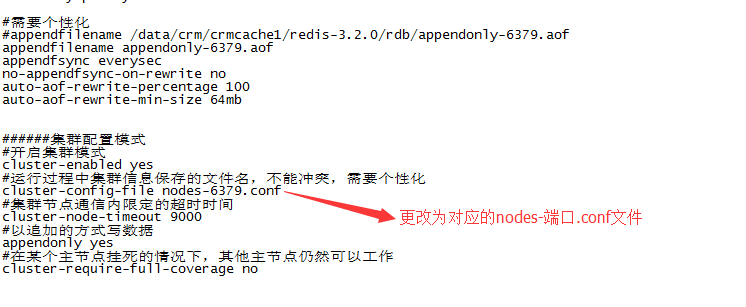 #需要个性化
#appendfilename /data/crm/crmcache1/redis-3.2.0/rdb/appendonly-6379.aof
appendfilename appendonly-6379.aof
appendfsync everysec
no-appendfsync-on-rewrite no
auto-aof-rewrite-percentage 100
auto-aof-rewrite-min-size 64mb
######集群配置模式
#开启集群模式
cluster-enabled yes
#运行过程中集群信息保存的文件名，不能冲突，需要个性化
cluster-config-file nodes-6379.conf
#集群节点通信内限定的超时时间
cluster-node-timeout 9000
更改为对应的nodes-端口.conf文件
#以追加的方式写数据
appendonly yes
#在某个主节点挂死的情况下，其他主节点仍然可以工作
cluster-require-full-coverage no